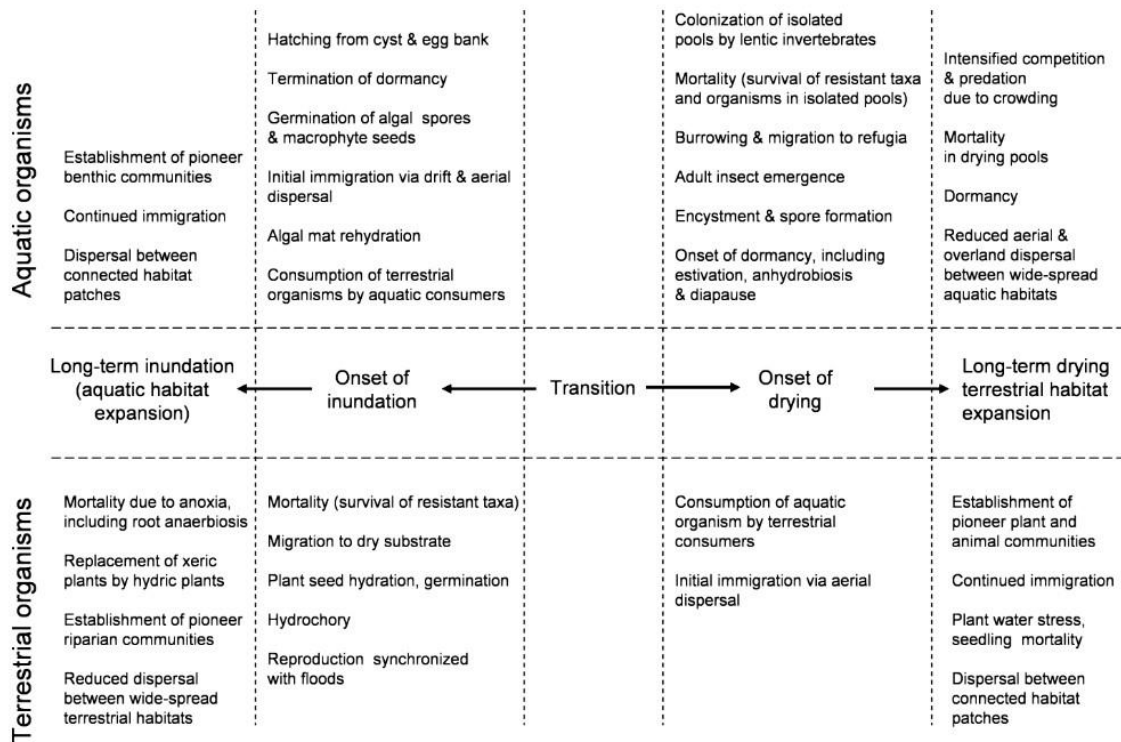 Aquatic organisms
Establishment of pioneer
benthic communities
Continued immigration
Dispersal between
connected habitat
patches
Hatching from cyst & egg bank
Termination of dormancy
Germination of algal spores
& macrophyte seeds
Initial immigration via drift & aerial
dispersal
Algal mat rehydration
Consumption of terrestrial
organisms by aquatic consumers
Colonization of isolated
pools by lentic invertebrates
Mortality (survival of resistant taxa
and organisms in isolated pools)
Burrowing & migration to refugia
Adult insect emergence
Encystment & spore formation
Onset of dormancy, including
estivation, anhydrobiosis
& diapause
Intensified competition
& predation
due to crowding
Mortality
in drying pools
Dormancy
Reduced aerial &
overland dispersal
between wide-spread
aquatic habitats
Long-term inundation
(aquatic habitat
expansion)
Onset of
inundation
Transition
Onset of
drying
Long-term drying
terrestrial habitat
expansion
Terrestrial organisms
Mortality due to anoxia,
including root anaerbiosis
Replacement of xeric
plants by hydric plants
Establishment of pioneer
riparian communities
Reduced dispersal
between wide-spread
terrestrial habitats
Mortality (survival of resistant taxa)
Migration to dry substrate
Plant seed hydration, germination
Hydrochory
Reproduction synchronized
with floods
Consumption of aquatic
organism by terrestrial
consumers
Initial immigration via aerial
dispersal
Establishment of
pioneer plant and
animal communities
Continued immigration
Plant water stress,
seedling mortality
Dispersal between
connected habitat
patches